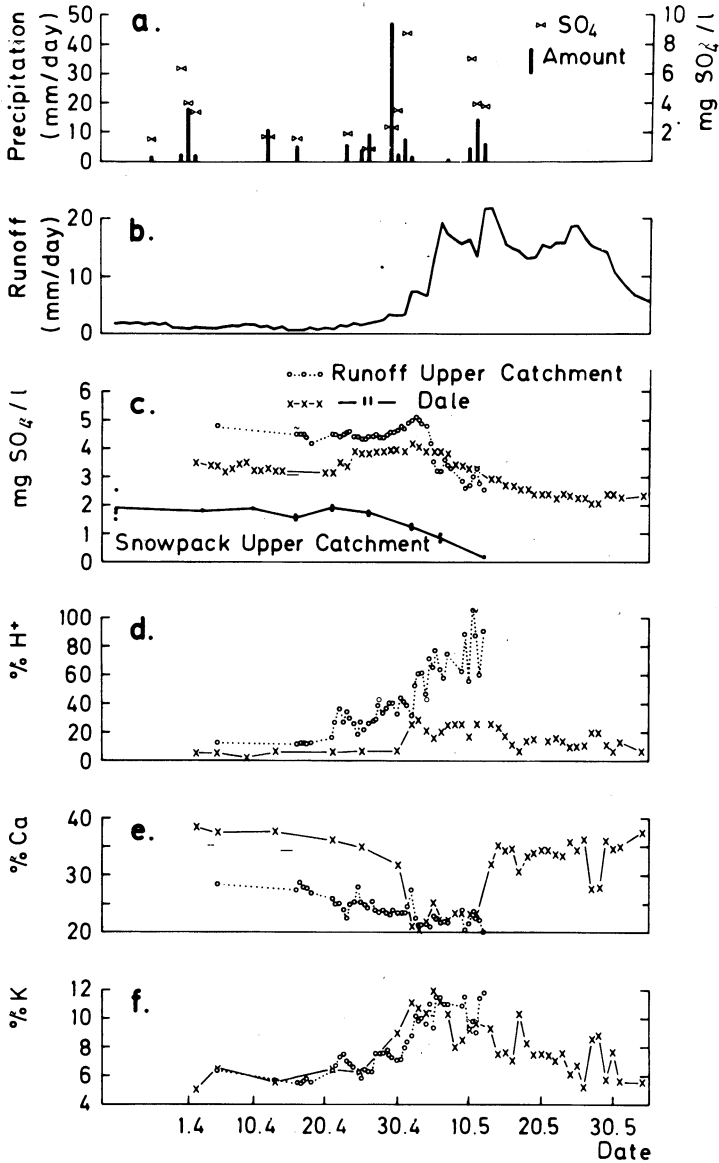 a.
Precipitation
(mm/day)
50
40
30
20
10
0
SO4
Amount
10
8
6
4
2
mg SO4/l
b.
Runoff
(mm/day)
20
10
0
Runoff Upper Catchment
— " — Dale
c.
mg SO4/l
6
5
4
3
2
1
0
Snowpack Upper Catchment
d.
% H+
100
80
60
40
20
0
e.
% Ca
40
30
20
f.
% K
12
10
8
6
4
1.4 10.4 20.4 30.4 10.5 20.5 30.5
Date